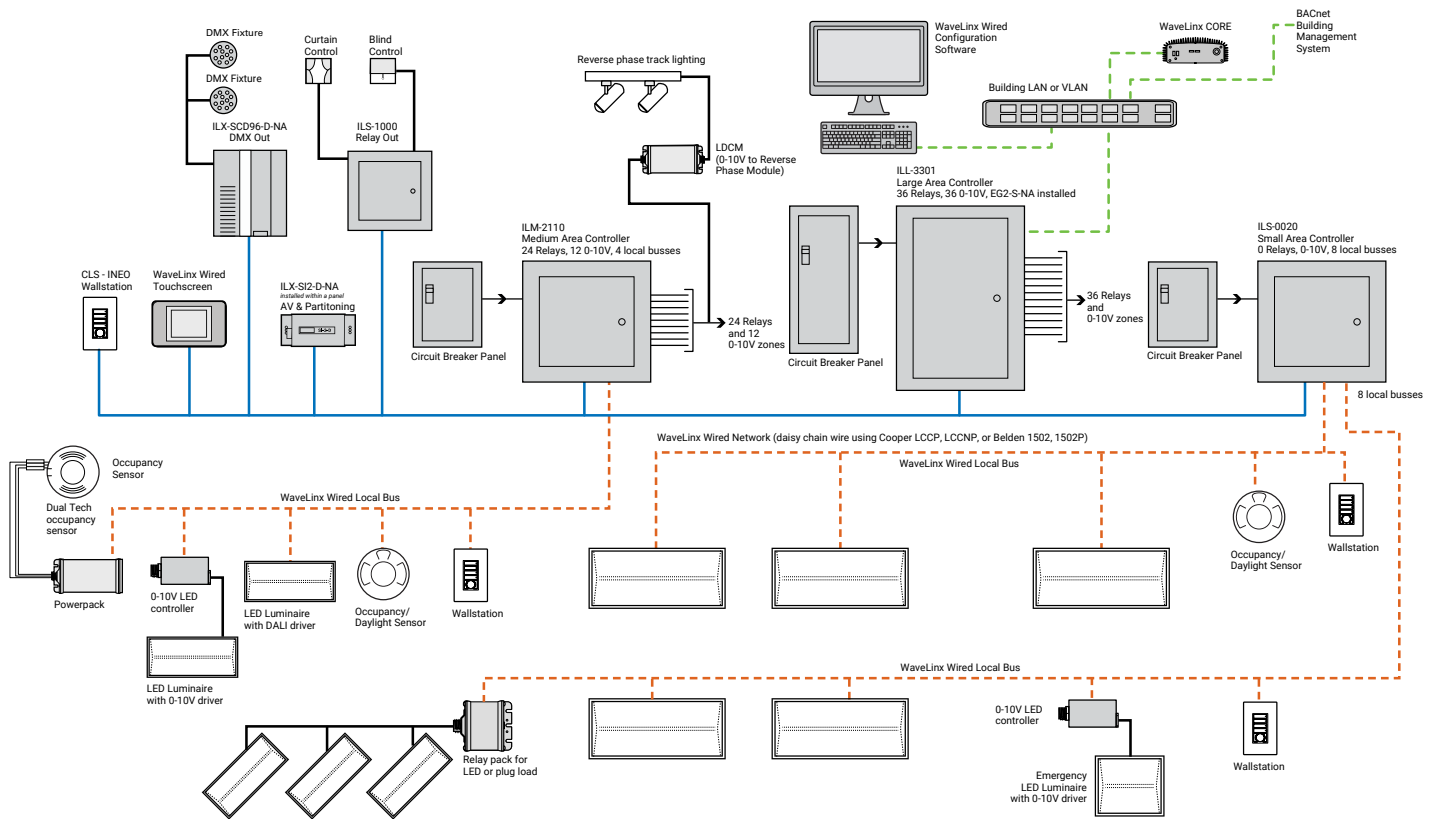 DMX Fixture
DMX Fixture
ILX-SCD96-D-NA
DMX Out
Curtain
Control
Blind
Control
ILS-1000
Relay Out
Reverse phase track lighting
LDCM
(0-10V to Reverse
Phase Module)
WaveLinx Wired
Configuration
Software
WaveLinx CORE
BACnet
Building
Management
System
Building LAN or VLAN
ILL-3301
Large Area Controller
36 Relays, 36 0-10V, EG2-S-NA installed
ILM-2110
Medium Area Controller
24 Relays, 12 0-10V, 4 local busses
ILS-0020
Small Area Controller
0 Relays, 0-10V, 8 local busses
CLS - INEO
Wallstation
WaveLinx Wired
Touchscreen
ILX-SI2-D-NA
installed within a panel
AV & Partitoning
Circuit Breaker Panel
24 Relays
and 12
0-10V zones
Circuit Breaker Panel
36 Relays
and
0-10V zones
Circuit Breaker Panel
8 local busses
WaveLinx Wired Network (daisy chain wire using Cooper LCCP, LCCNP, or Belden 1502, 1502P)
WaveLinx Wired Local Bus
Occupancy
Sensor
Dual Tech
occupancy
sensor
WaveLinx Wired Local Bus
Powerpack
0-10V LED
controller
LED Luminaire
with DALI driver
Occupancy/
Daylight Sensor
Wallstation
LED Luminaire
with 0-10V driver
Occupancy/
Daylight Sensor
Wallstation
WaveLinx Wired Local Bus
Relay pack for
LED or plug load
0-10V LED
controller
Emergency
LED Luminaire
with 0-10V driver
Wallstation